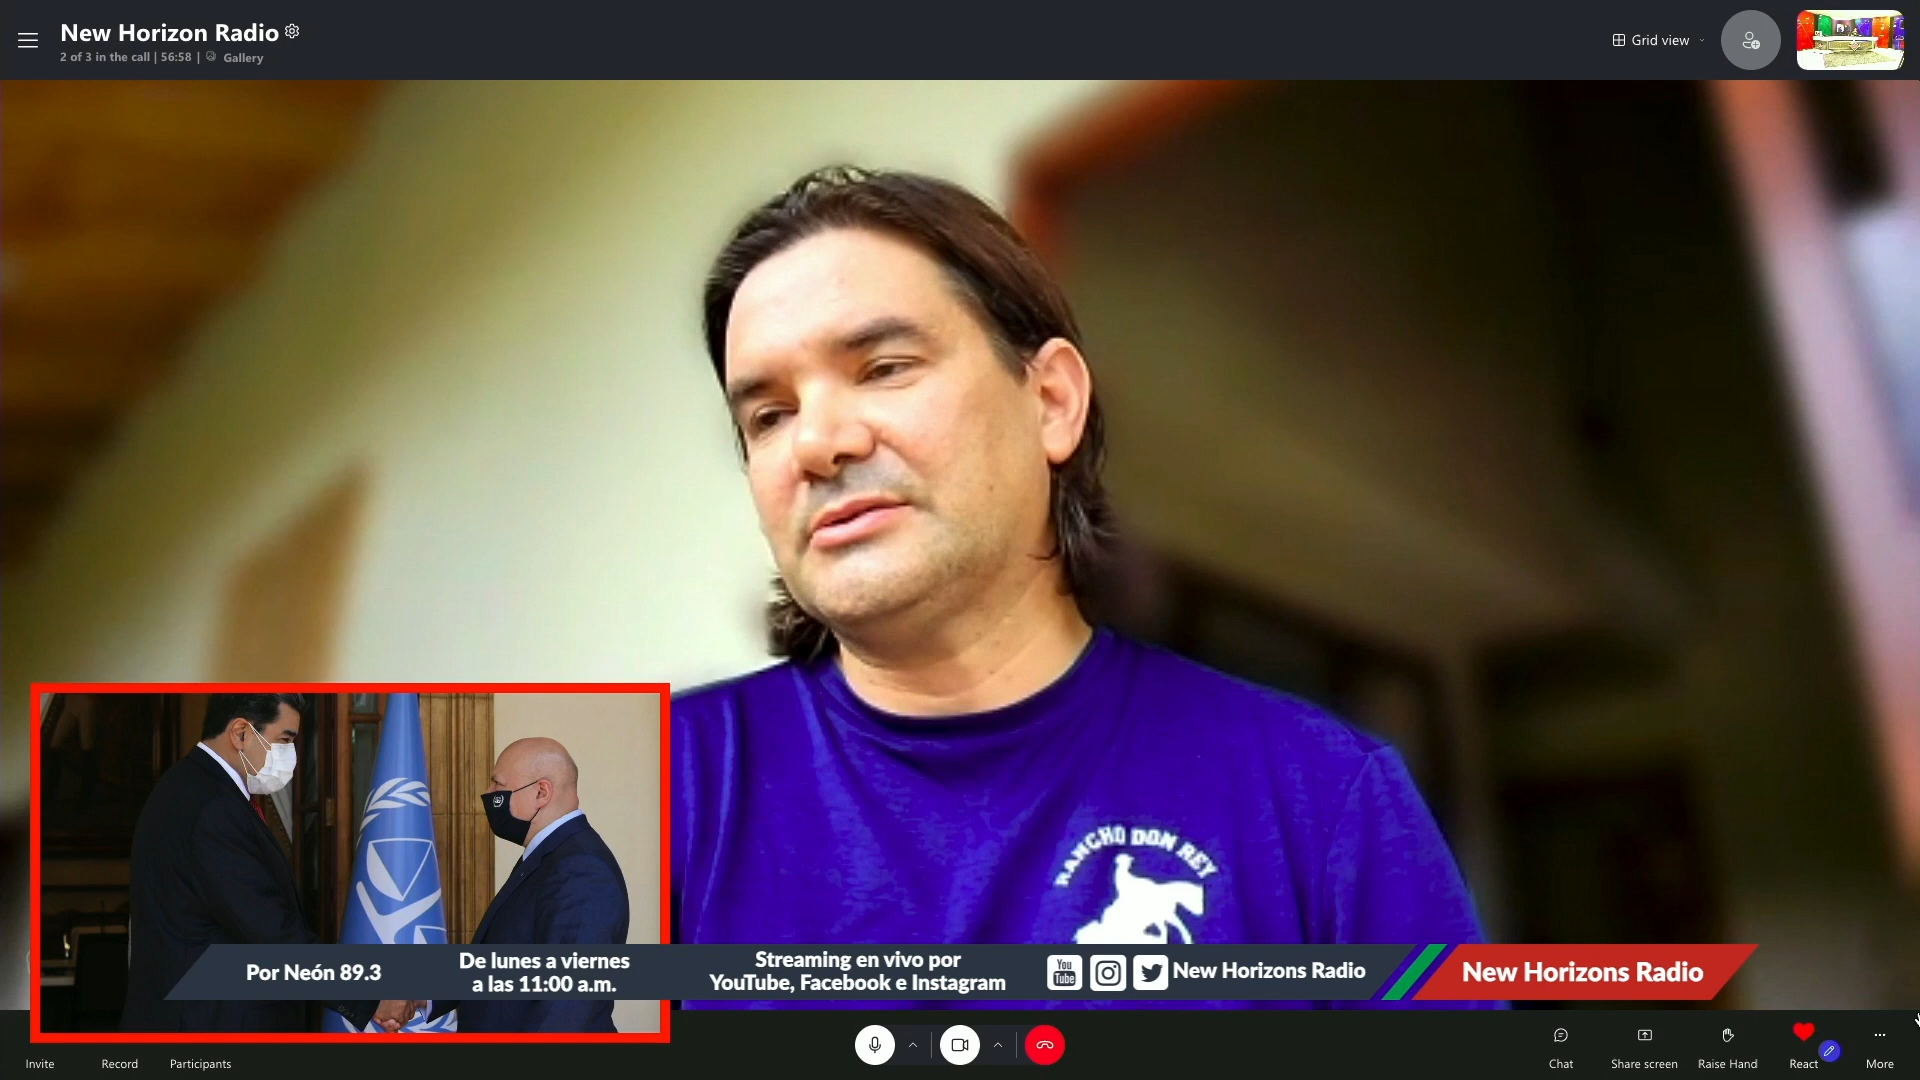 New Horizon Radio
2 of 3 in the call | 56:58 | Gallery
Grid view
RANCHO DON REY
Por Neón 89.3
De lunes a viernes
a las 11:00 a.m.
Streaming en vivo por
YouTube, Facebook e Instagram
You
Tube
New Horizons Radio
New Horizons Radio
Invite
Record
Participants
Chat
Share screen
Raise Hand
React
More